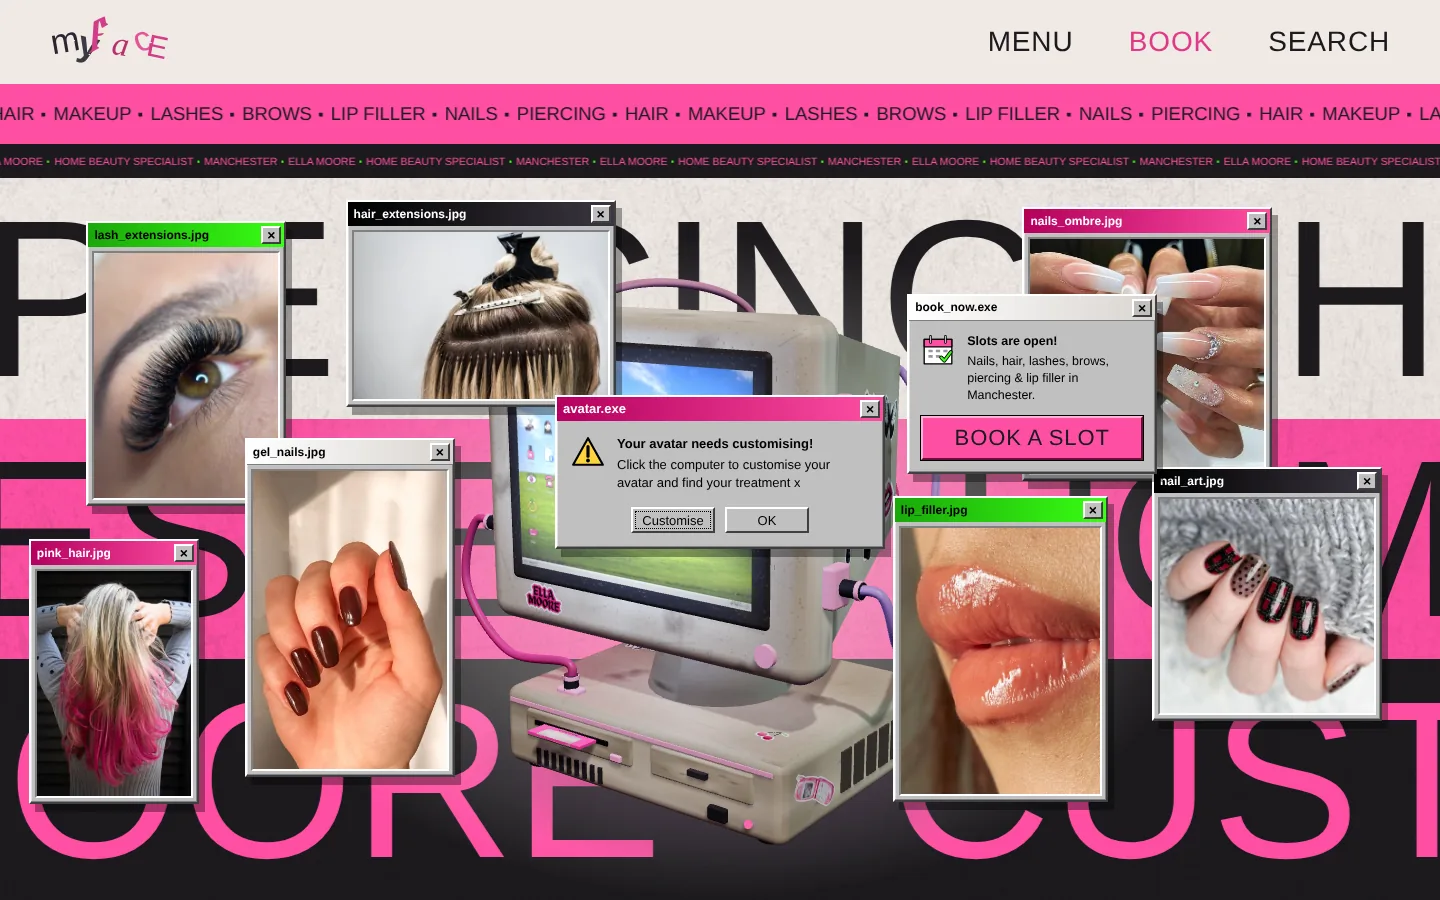 myfacE
MENU BOOK SEARCH
HAIR • MAKEUP • LASHES • BROWS • LIP FILLER • NAILS • PIERCING • HAIR • MAKEUP • LASHES • BROWS • LIP FILLER • NAILS • PIERCING • HAIR • MAKEUP • LA
MOORE • HOME BEAUTY SPECIALIST • MANCHESTER • ELLA MOORE • HOME BEAUTY SPECIALIST • MANCHESTER • ELLA MOORE • HOME BEAUTY SPECIALIST • MANCHESTER • ELLA MOORE • HOME BEAUTY SPECIALIST • MANCHESTER • ELLA MOORE • HOME BEAUTY SPECIALIST
hair_extensions.jpg
nails_ombre.jpg
lash_extensions.jpg
book_now.exe
Slots are open!
Nails, hair, lashes, brows,
piercing & lip filler in
Manchester.
BOOK A SLOT
avatar.exe
Your avatar needs customising!
Click the computer to customise your
avatar and find your treatment x
Customise OK
gel_nails.jpg
nail_art.jpg
lip_filler.jpg
pink_hair.jpg
ELLA
MOORE
OORE CUST